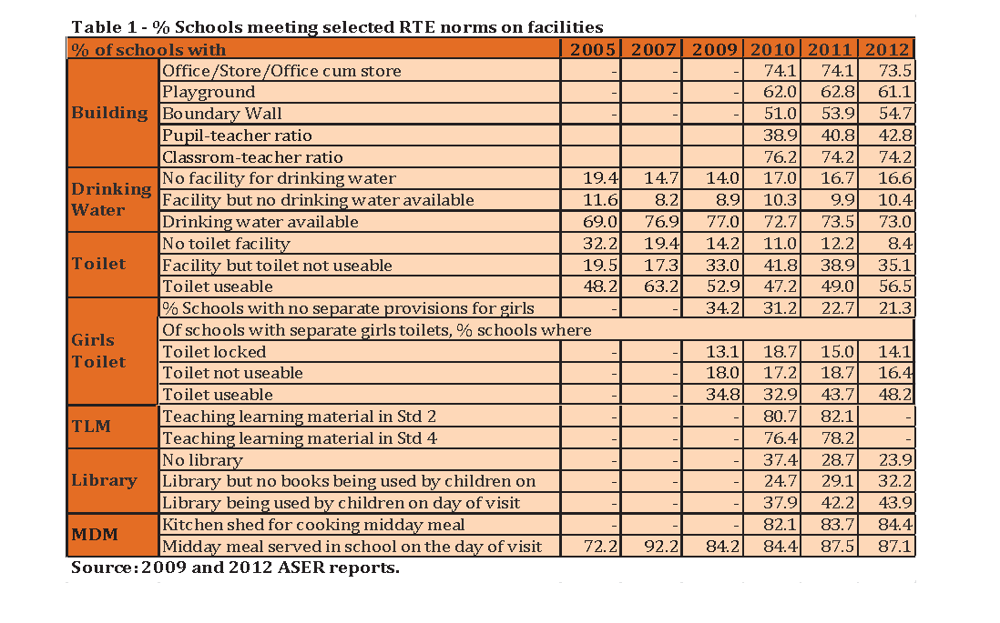 Table 1 - % Schools meeting selected RTE norms on facilities
% of schools with 2005 2007 2009 2010 2011 2012
Building
Office/Store/Office cum store - - - 74.1 74.1 73.5
Playground - - - 62.0 62.8 61.1
Boundary Wall - - - 51.0 53.9 54.7
Pupil-teacher ratio 38.9 40.8 42.8
Classrom-teacher ratio 76.2 74.2 74.2
Drinking Water
No facility for drinking water 19.4 14.7 14.0 17.0 16.7 16.6
Facility but no drinking water available 11.6 8.2 8.9 10.3 9.9 10.4
Drinking water available 69.0 76.9 77.0 72.7 73.5 73.0
Toilet
No toilet facility 32.2 19.4 14.2 11.0 12.2 8.4
Facility but toilet not useable 19.5 17.3 33.0 41.8 38.9 35.1
Toilet useable 48.2 63.2 52.9 47.2 49.0 56.5
Girls Toilet
% Schools with no separate provisions for girls - - 34.2 31.2 22.7 21.3
Of schools with separate girls toilets, % schools where
Toilet locked - - 13.1 18.7 15.0 14.1
Toilet not useable - - 18.0 17.2 18.7 16.4
Toilet useable - - 34.8 32.9 43.7 48.2
TLM
Teaching learning material in Std 2 - - - 80.7 82.1 -
Teaching learning material in Std 4 - - - 76.4 78.2 -
Library
No library - - - 37.4 28.7 23.9
Library but no books being used by children on - - - 24.7 29.1 32.2
Library being used by children on day of visit - - - 37.9 42.2 43.9
MDM
Kitchen shed for cooking midday meal - - - 82.1 83.7 84.4
Midday meal served in school on the day of visit 72.2 92.2 84.2 84.4 87.5 87.1
Source: 2009 and 2012 ASER reports.